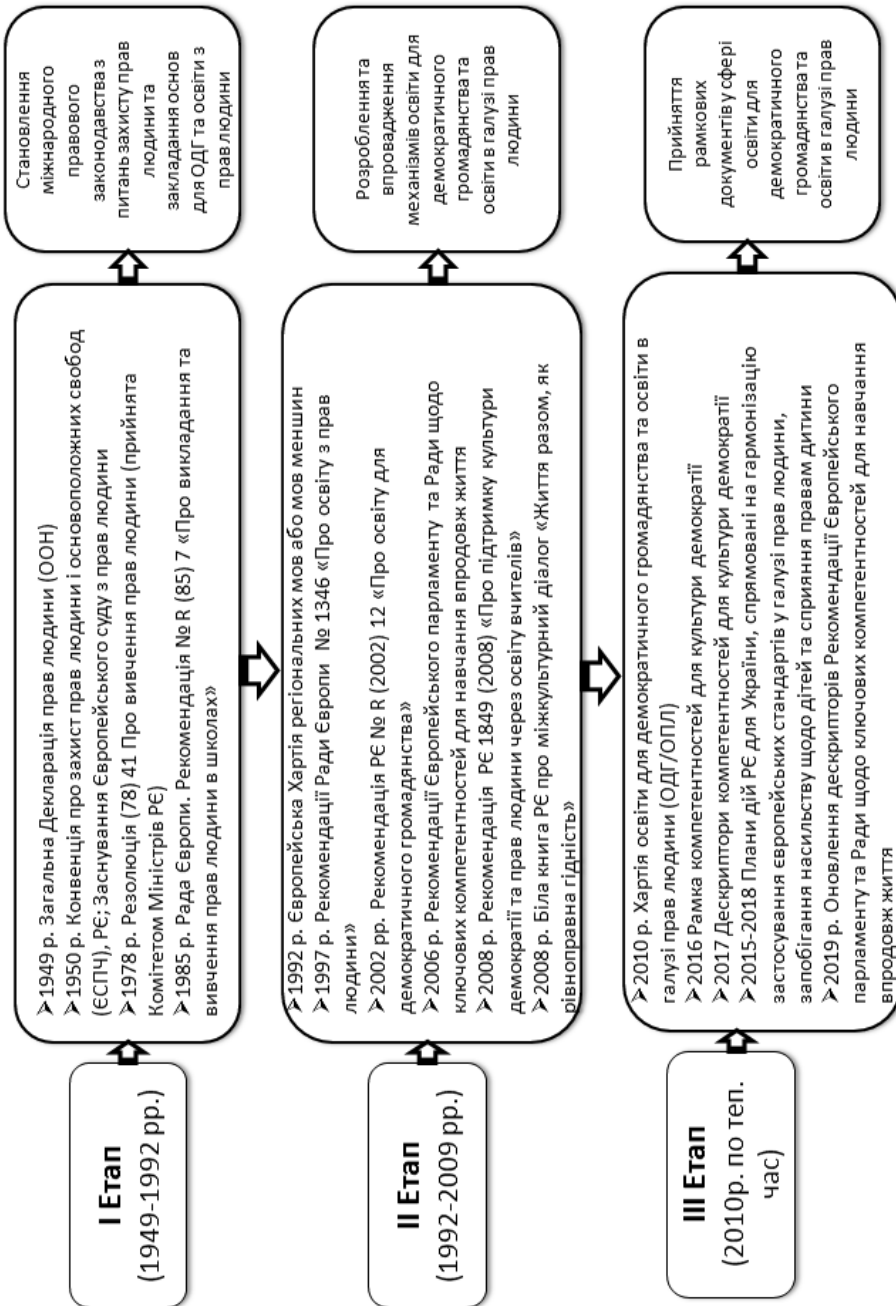 I Етап
(1949-1992 рр.)
➢1949 р. Загальна Декларація прав людини (ООН)
➢1950 р. Конвенція про захист прав людини і основоположних свобод
(ЄСПЧ), РЄ; Заснування Європейського суду з прав людини
➢1978 р. Резолюція (78) 41 Про вивчення прав людини (прийнята
Комітетом Міністрів РЄ)
➢1985 р. Рада Європи. Рекомендація № R (85) 7 «Про викладання та
вивчення прав людини в школах»
Становлення
міжнародного
правового
законодавства з
питань захисту прав
людини та
закладання основ
для ОДГ та освіти з
прав людини
II Етап
(1992-2009 рр.)
➢1992 р. Європейська Хартія регіональних мов або мов меншин
➢1997 р. Рекомендації Ради Європи № 1346 «Про освіту з прав
людини»
➢2002 рр. Рекомендація РЄ № R (2002) 12 «Про освіту для
демократичного громадянства»
➢2006 р. Рекомендації Європейського парламенту та Ради щодо
ключових компетентностей для навчання впродовж життя
➢2008 р. Рекомендація РЄ 1849 (2008) «Про підтримку культури
демократії та прав людини через освіту вчителів»
➢2008 р. Біла книга РЄ про міжкультурний діалог «Життя разом, як
рівноправна гідність»
Розроблення та
впровадження
механізмів освіти для
демократичного
громадянства та
освіти в галузі прав
людини
III Етап
(2010р. по теп.
час)
➢2010 р. Хартія освіти для демократичного громадянства та освіти в
галузі прав людини (ОДГ/ОПЛ)
➢2016 Рамка компетентностей для культури демократії
➢2017 Дескриптори компетентностей для культури демократії
➢2015-2018 Плани дій РЄ для України, спрямовані на гармонізацію
застосування європейських стандартів у галузі прав людини,
запобігання насильству щодо дітей та сприяння правам дитини
➢2019 р. Оновлення дескрипторів Рекомендації Європейського
парламенту та Ради щодо ключових компетентностей для навчання
впродовж життя
Прийняття
рамкових
документів у сфері
освіти для
демократичного
громадянства та
освіти в галузі прав
людини